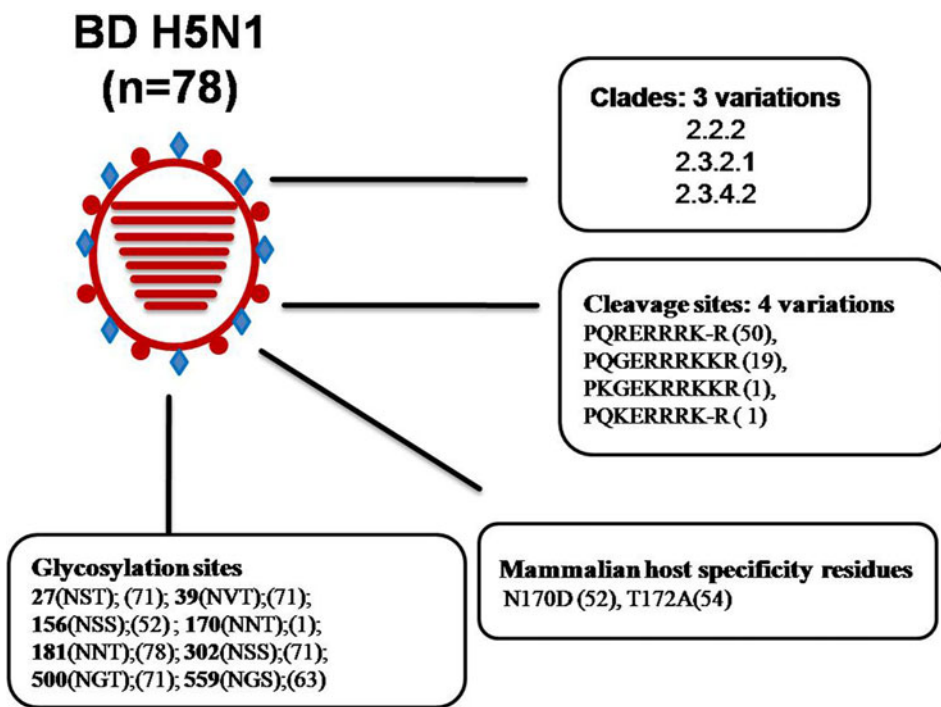 BD H5N1
(n=78)
Clades: 3 variations
2.2.2
2.3.2.1
2.3.4.2
Cleavage sites: 4 variations
PQRERRRK-R (50),
PQGERRRKKR (19),
PKGEKRRKKR (1),
PQKERRRK-R ( 1)
Glycosylation sites
27(NST); (71); 39(NVT);(71);
156(NSS);(52) ; 170(NNT);(1);
181(NNT);(78); 302(NSS);(71);
500(NGT);(71); 559(NGS);(63)
Mammalian host specificity residues
N170D (52), T172A(54)